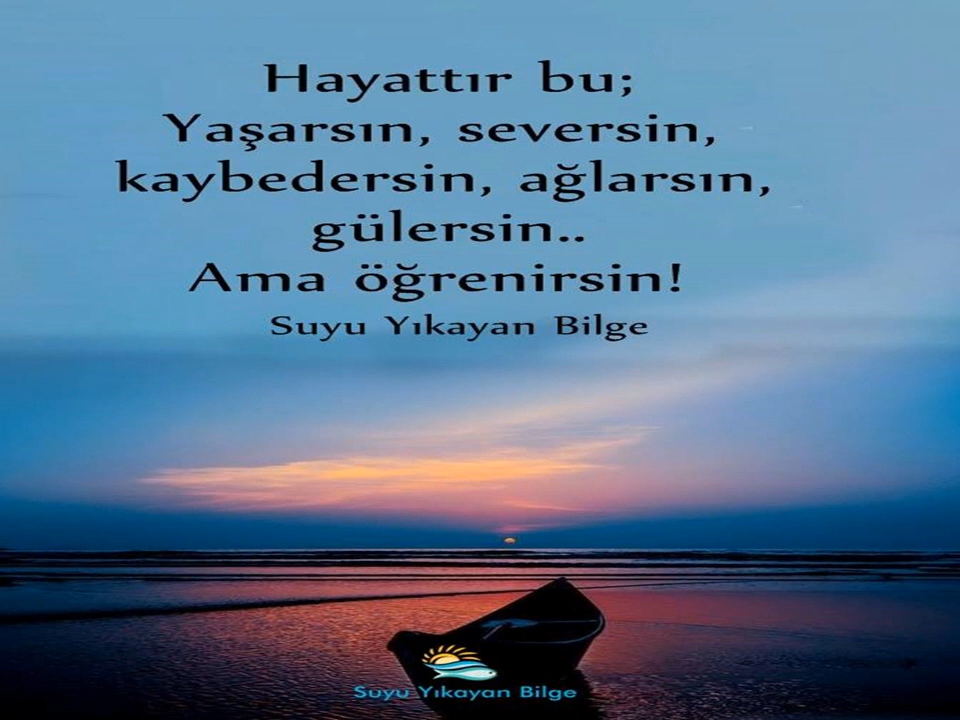 Hayattır bu;
Yaşarsın, seversin,
kaybedersin, ağlarsın,
gülersin..
Ama öğrenirsin!
Suyu Yıkayan Bilge
Suyu Yıkayan Bilge